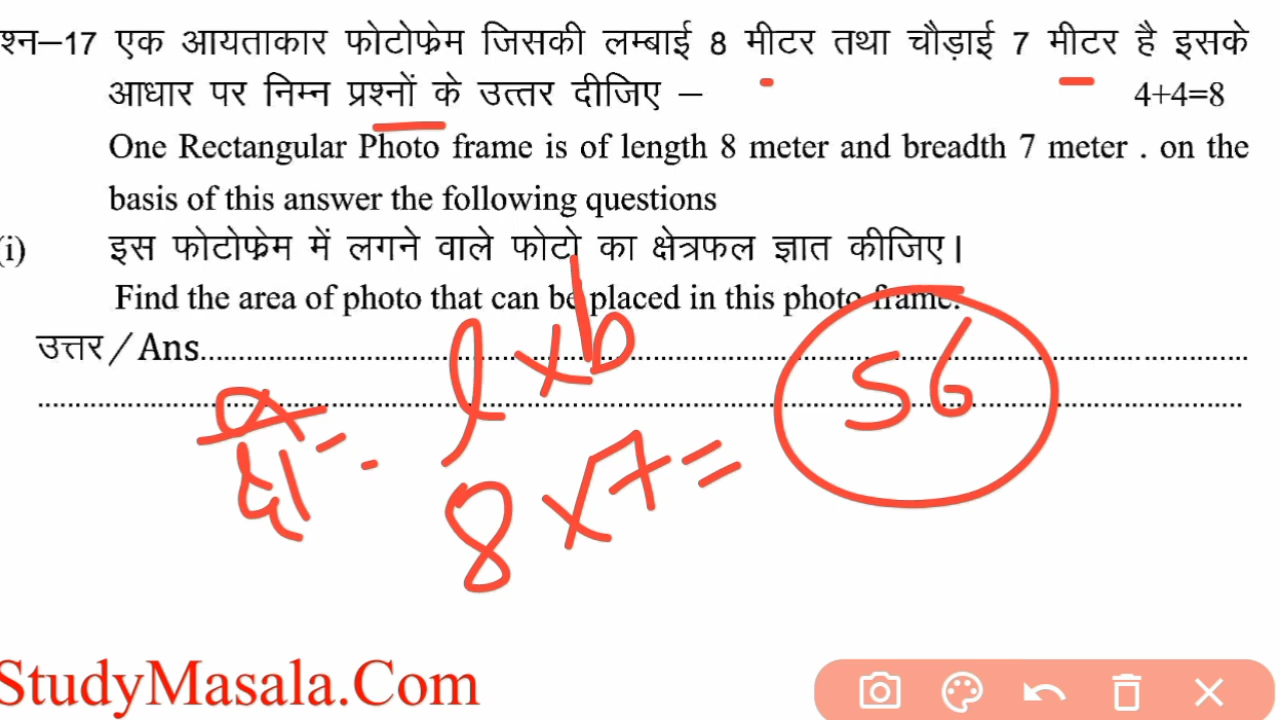 श्न–17 एक आयताकार फोटोफ्रेम जिसकी लम्बाई 8 मीटर तथा चौड़ाई 7 मीटर है इसके
आधार पर निम्न प्रश्नों के उत्तर दीजिए – 4+4=8
One Rectangular Photo frame is of length 8 meter and breadth 7 meter . on the
basis of this answer the following questions
(i) इस फोटोफ्रेम में लगने वाले फोटो का क्षेत्रफल ज्ञात कीजिए।
Find the area of photo that can be placed in this photo frame.
उत्तर/Ans....................................................................................................
l × b
8 × 7 = 56
StudyMasala.Com